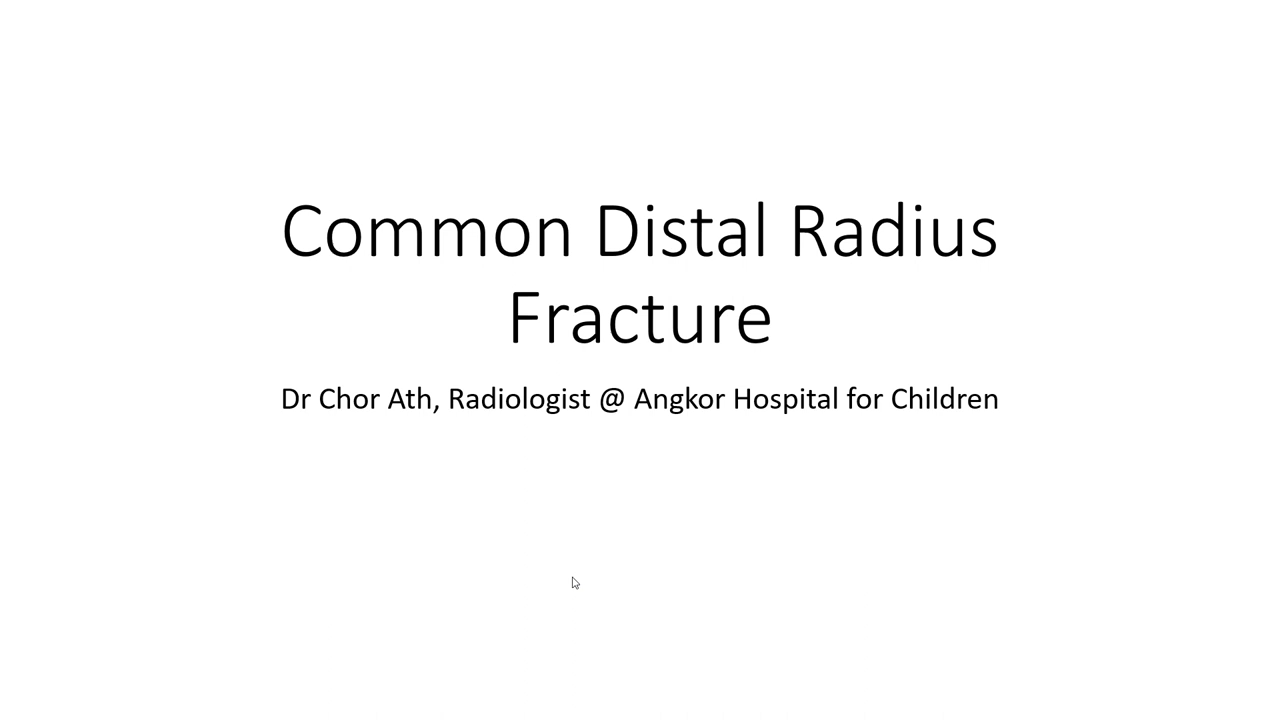 Common Distal Radius
Fracture
Dr Chor Ath, Radiologist @ Angkor Hospital for Children